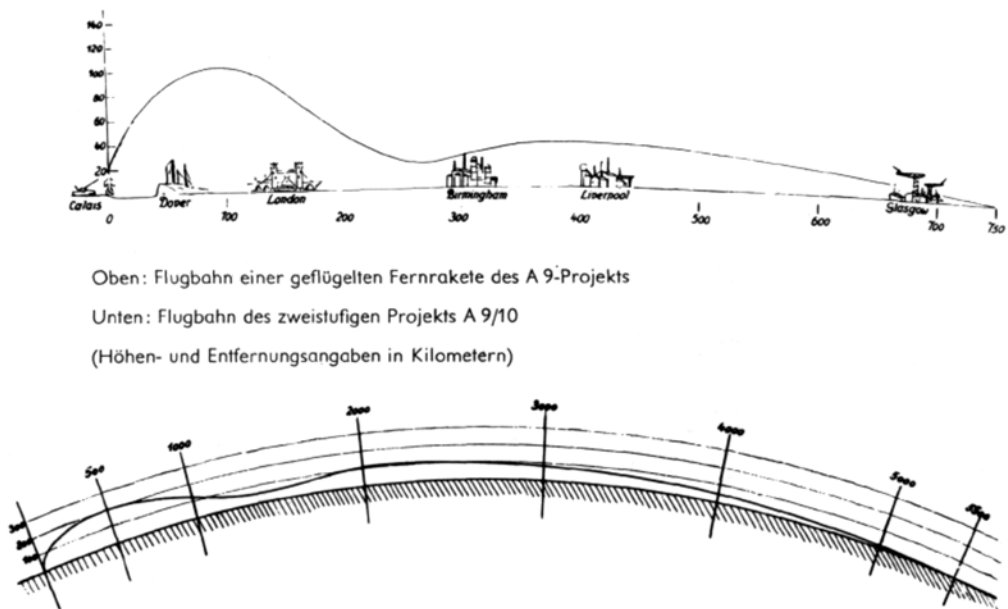 140
120
100
80
60
40
20
Calais Dover London Birmingham Liverpool Glasgow
0 100 200 300 400 500 600 700 750
Oben: Flugbahn einer geflügelten Fernrakete des A 9-Projekts
Unten: Flugbahn des zweistufigen Projekts A 9/10
(Höhen- und Entfernungsangaben in Kilometern)
500 1000 2000 3000 4000 5000 5500
300
200
100